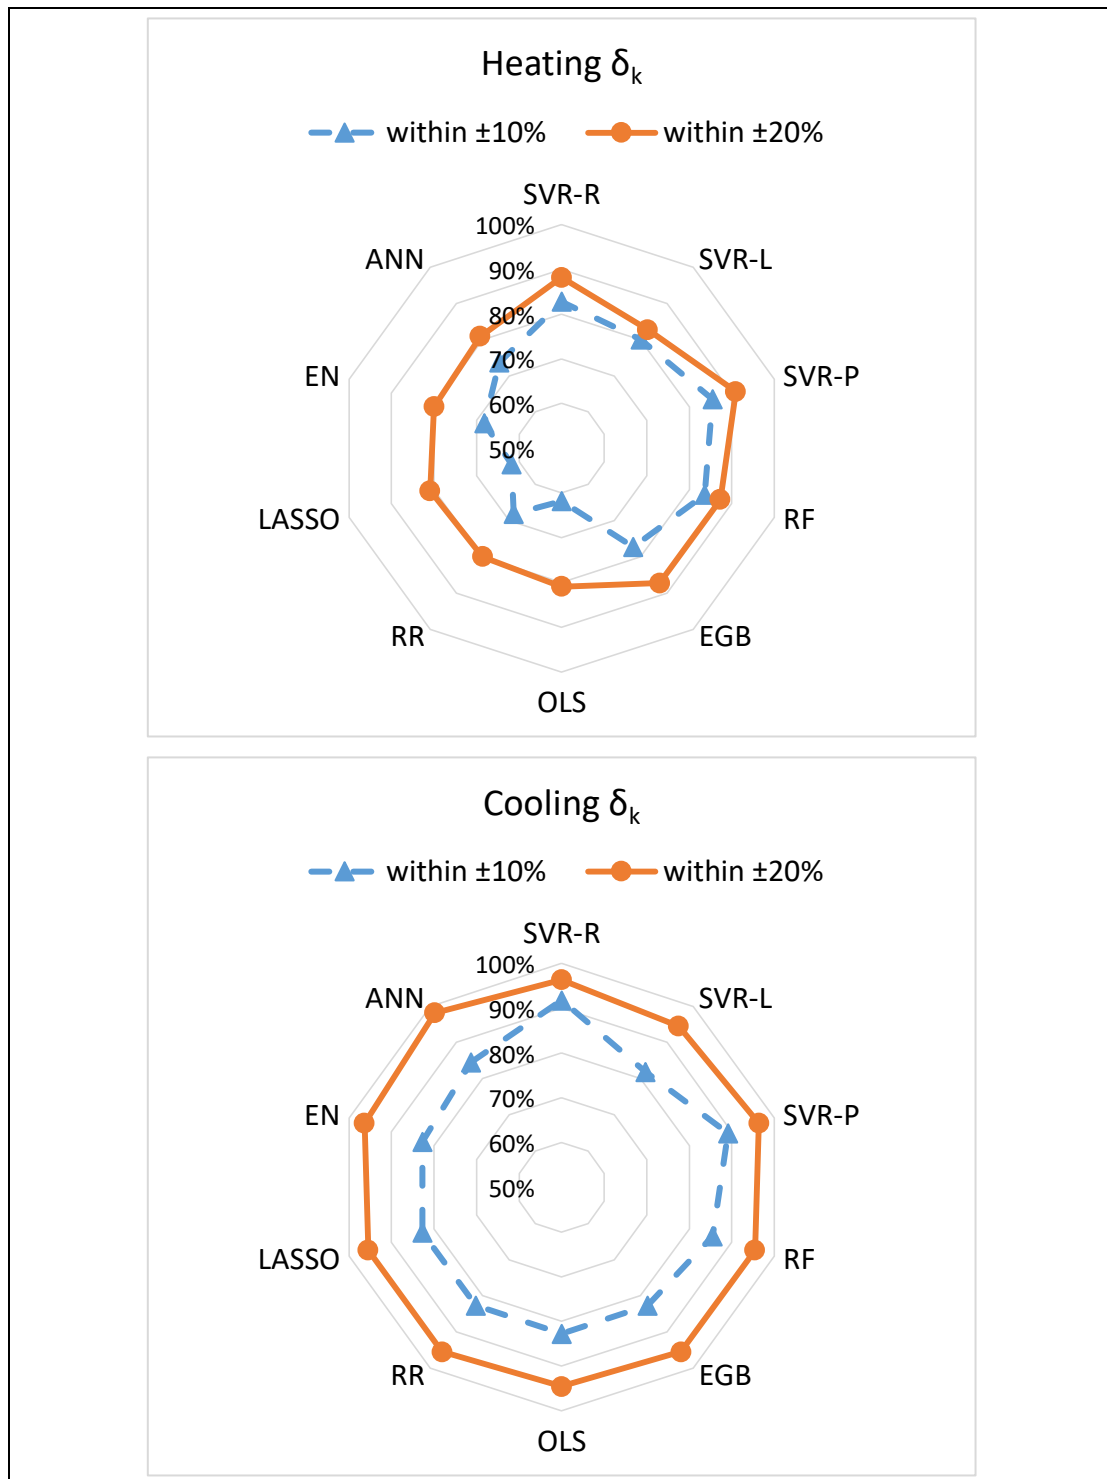 Heating δk
within ±10% within ±20%
SVR-R
100%
ANN SVR-L
90%
80%
EN SVR-P
70%
60%
50%
LASSO RF
RR EGB
OLS
Cooling δk
within ±10% within ±20%
SVR-R
100%
ANN SVR-L
90%
80%
EN SVR-P
70%
60%
50%
LASSO RF
RR EGB
OLS